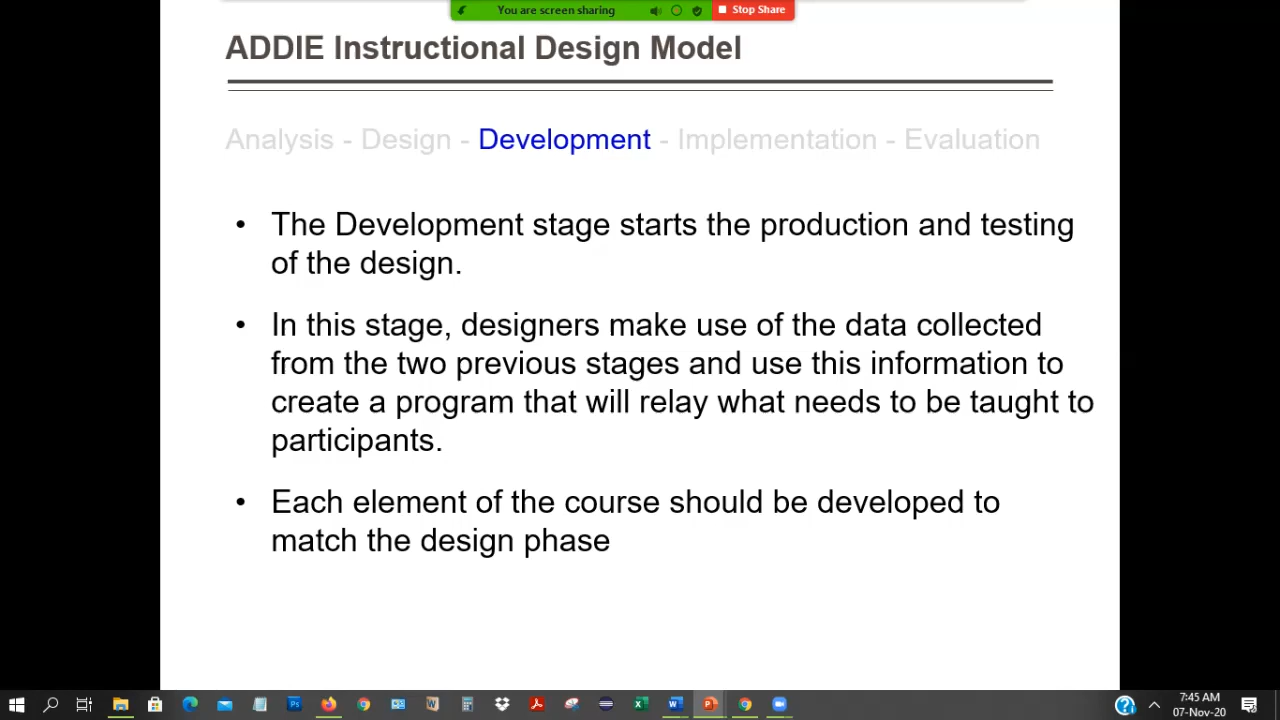 You are screen sharing Stop Share
ADDIE Instructional Design Model
Analysis - Design - Development - Implementation - Evaluation
• The Development stage starts the production and testing
of the design.
• In this stage, designers make use of the data collected
from the two previous stages and use this information to
create a program that will relay what needs to be taught to
participants.
• Each element of the course should be developed to
match the design phase
7:45 AM
07-Nov-20